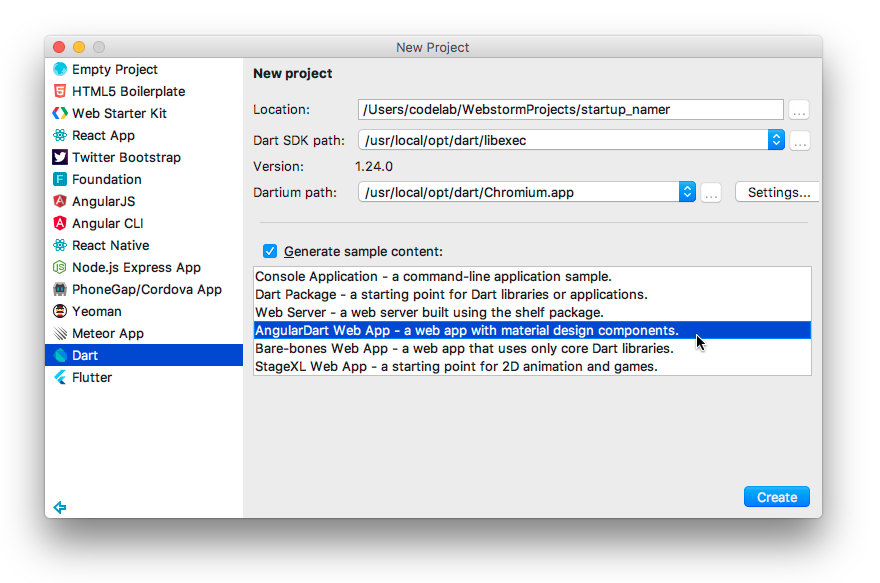 New Project
Empty Project
HTML5 Boilerplate
Web Starter Kit
React App
Twitter Bootstrap
Foundation
AngularJS
Angular CLI
React Native
Node.js Express App
PhoneGap/Cordova App
Yeoman
Meteor App
Dart
Flutter
New project
Location:
/Users/codelab/WebstormProjects/startup_namer
...
Dart SDK path:
/usr/local/opt/dart/libexec
...
Version:
1.24.0
Dartium path:
/usr/local/opt/dart/Chromium.app
...
Settings...
Generate sample content:
Console Application - a command-line application sample.
Dart Package - a starting point for Dart libraries or applications.
Web Server - a web server built using the shelf package.
AngularDart Web App - a web app with material design components.
Bare-bones Web App - a web app that uses only core Dart libraries.
StageXL Web App - a starting point for 2D animation and games.
Create